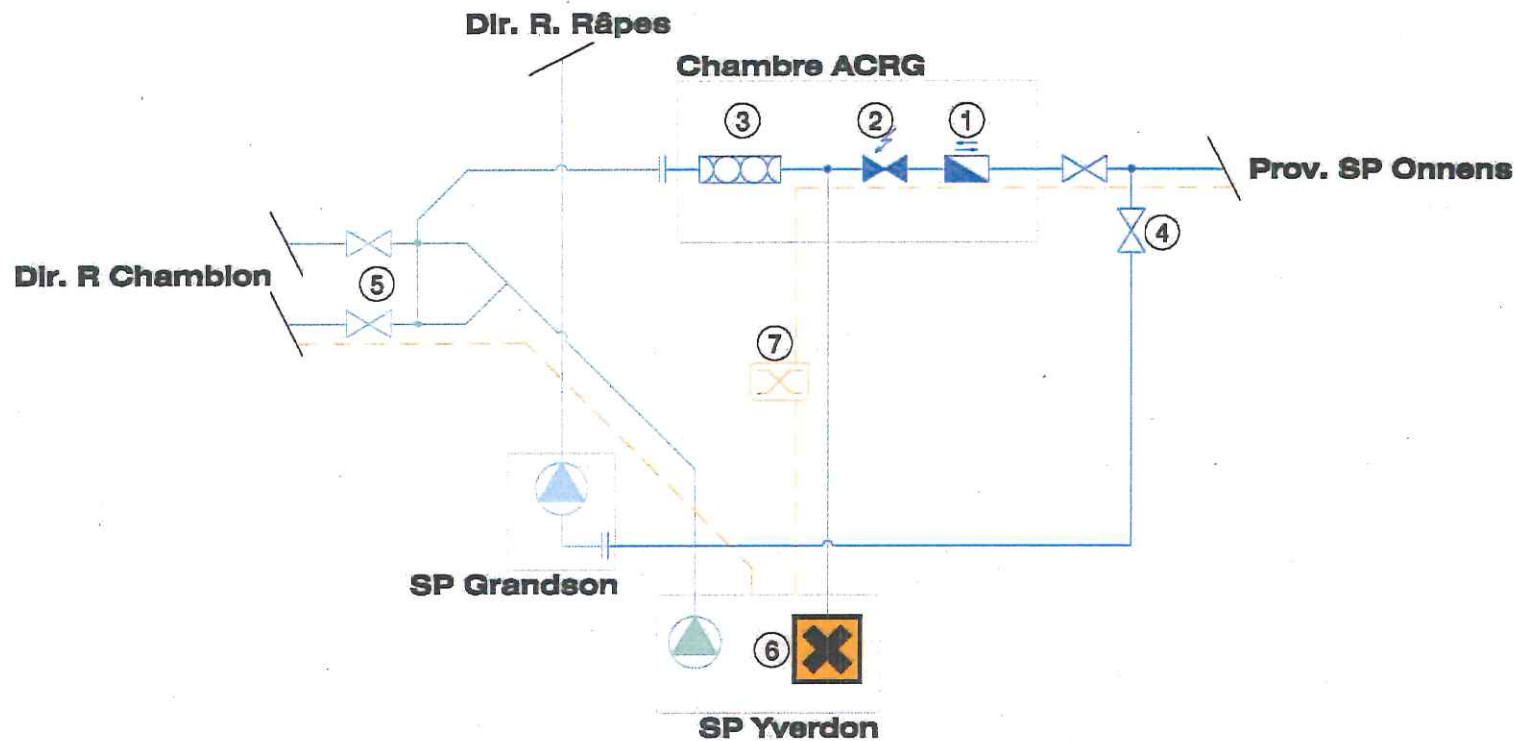 Dir. R. Râpes
Chambre ACRG
3
2
1
Prov. SP Onnens
4
Dir. R Chamblon
5
7
SP Grandson
6
SP Yverdon